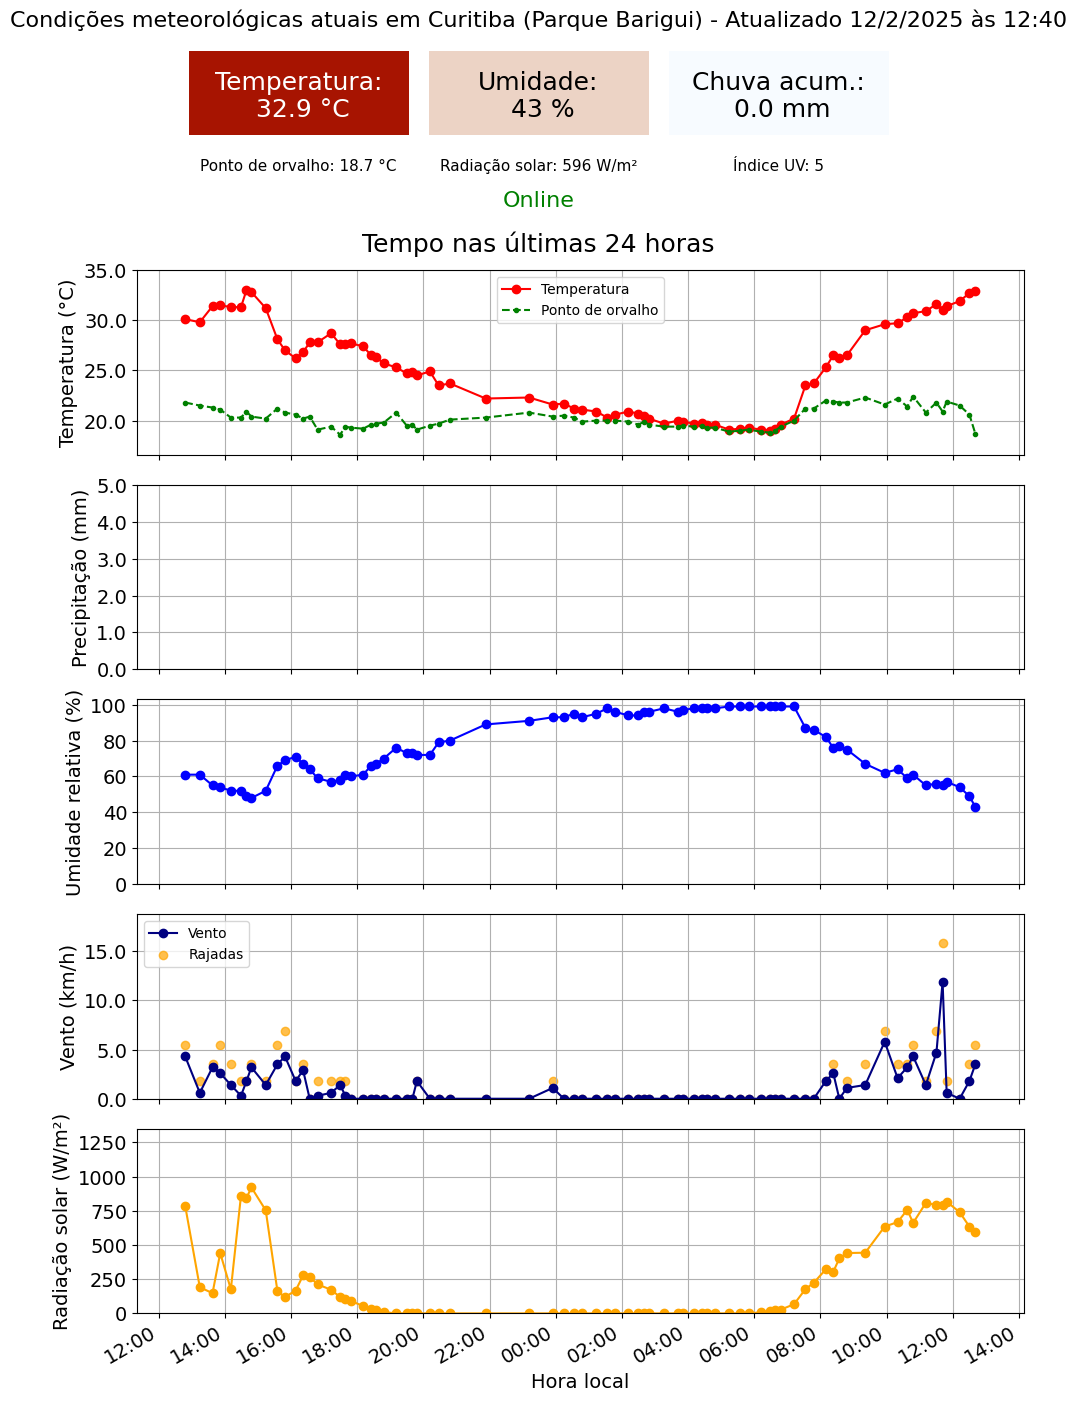 Condições meteorológicas atuais em Curitiba (Parque Barigui) - Atualizado 12/2/2025 às 12:40
Temperatura:
32.9 °C
Umidade:
43 %
Chuva acum.:
0.0 mm
Ponto de orvalho: 18.7 °C
Radiação solar: 596 W/m²
Índice UV: 5
Online
Tempo nas últimas 24 horas
Temperatura (°C)
35.0
30.0
25.0
20.0
Temperatura
Ponto de orvalho
Precipitação (mm)
5.0
4.0
3.0
2.0
1.0
0.0
Umidade relativa (%)
100
80
60
40
20
0
Vento (km/h)
15.0
10.0
5.0
0.0
Vento
Rajadas
Radiação solar (W/m²)
1250
1000
750
500
250
0
12:00
14:00
16:00
18:00
20:00
22:00
00:00
02:00
04:00
06:00
08:00
10:00
12:00
14:00
Hora local